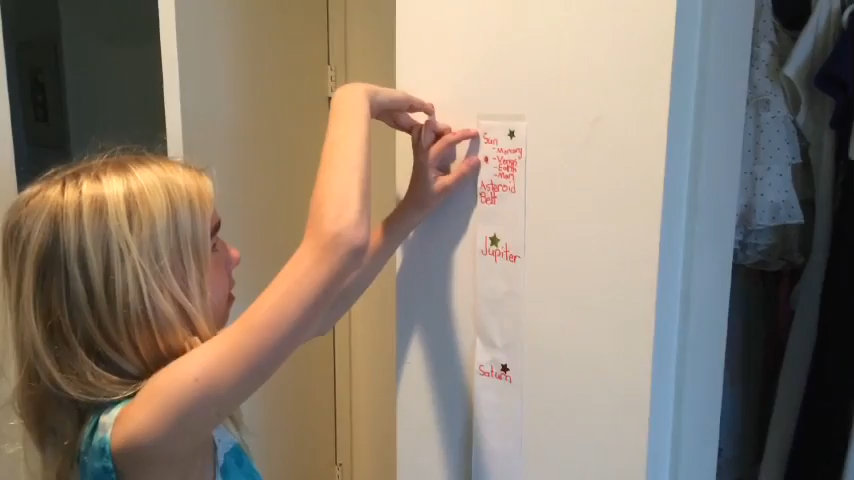 Sun
- Mercury
- Venus
- Earth
- Mars
Asteroid
Belt
Jupiter
Saturn